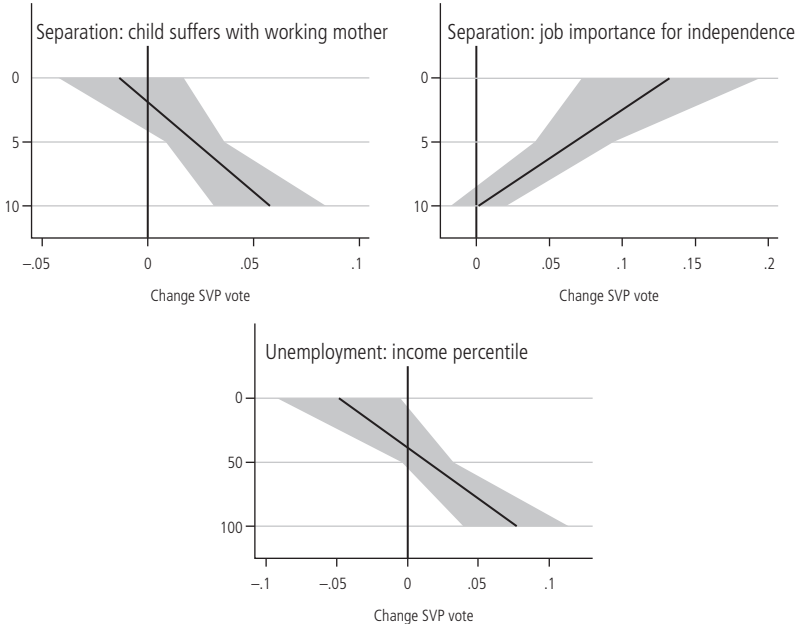 Separation: child suffers with working mother
0
5
10
–.05 0 .05 .1
Change SVP vote
Separation: job importance for independence
0
5
10
0 .05 .1 .15 .2
Change SVP vote
Unemployment: income percentile
0
50
100
–.1 –.05 0 .05 .1
Change SVP vote